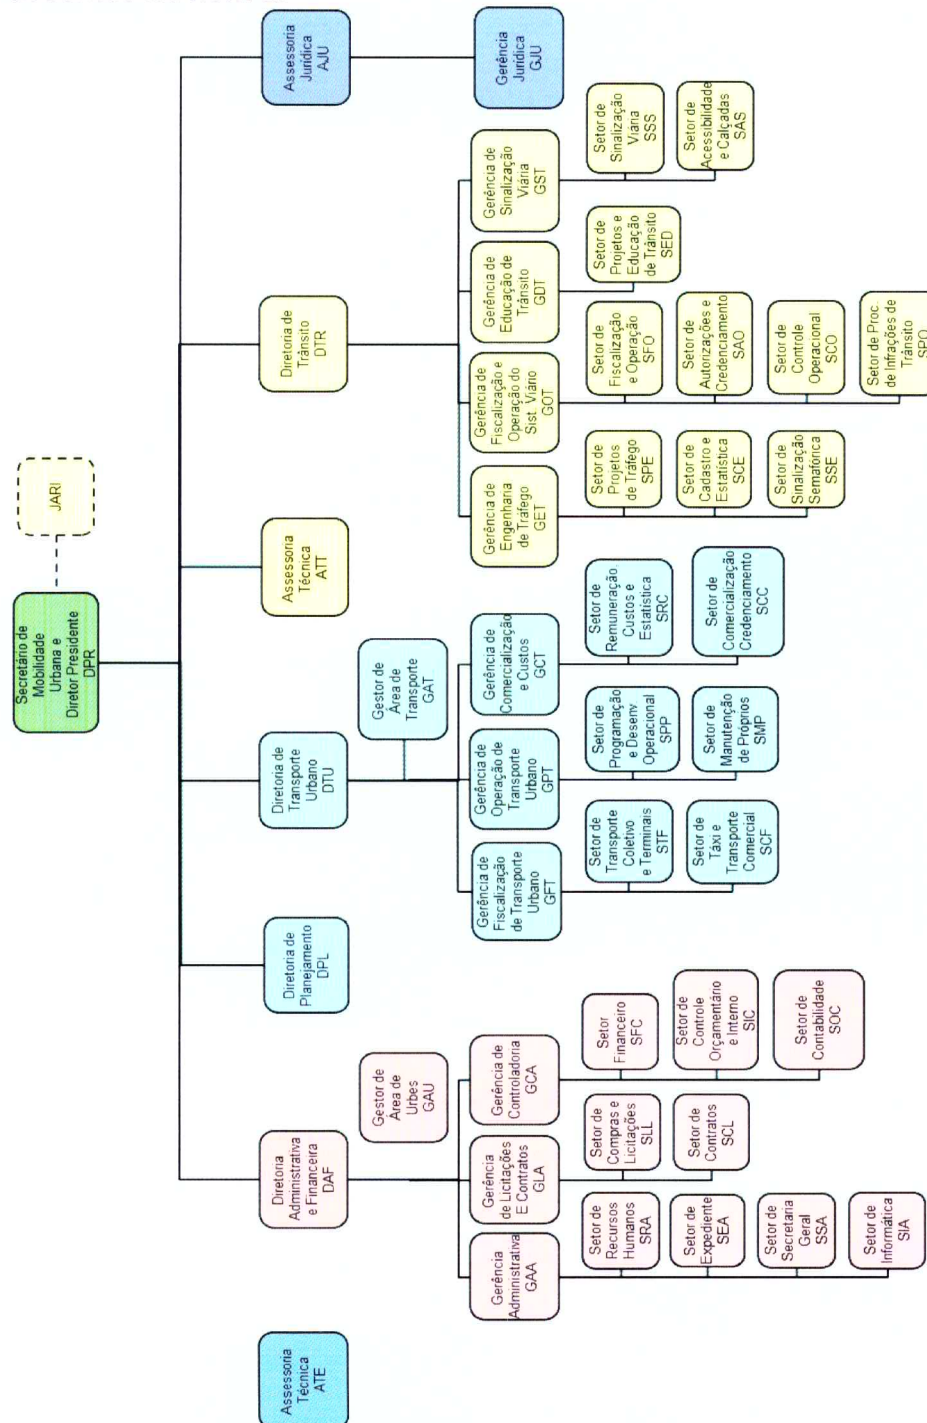 Secretário de
Mobilidade
Urbana e
Diretor Presidente
DPR
JARI
Assessoria
Técnica
ATE
Diretoria
Administrativa
e Financeira
DAF
Diretoria de
Planejamento
DPL
Diretoria de
Transporte
Urbano
DTU
Assessoria
Técnica
ATT
Diretoria de
Trânsito
DTR
Assessoria
Jurídica
AJU
Gestor de
Área de
Urbes
GAU
Gestor de
Área de
Transporte
GAT
Gerência
Administrativa
GAA
Gerência
de Licitações
E Contratos
GLA
Gerência de
Controladoria
GCA
Gerência de
Fiscalização
de Transporte
Urbano
GFT
Gerência de
Operação de
Transporte
Urbano
GPT
Gerência de
Comercialização
e Custos
GCT
Gerência de
Engenharia
de Tráfego
GET
Gerência de
Fiscalização e
Operação do
Sist. Viário
GOT
Gerência de
Educação de
Trânsito
GDT
Gerência de
Sinalização
Viária
GST
Gerência
Jurídica
GJU
Setor de
Recursos
Humanos
SRA
Setor de
Expediente
SEA
Setor de
Secretaria
Geral
SSA
Setor de
Informática
SIA
Setor de
Compras e
Licitações
SLL
Setor de
Contratos
SCL
Setor
Financeiro
SFC
Setor de
Controle
Orçamentário
e Interno
SIC
Setor de
Contabilidade
SOC
Setor de
Transporte
Coletivo
e Terminais
STF
Setor de
Táxi e
Transporte
Comercial
SCF
Setor de
Programação
e Desenv.
Operacional
SPP
Setor de
Manutenção
de Próprios
SMP
Setor de
Remuneração,
Custos e
Estatística
SRC
Setor de
Comercialização
Credenciamento
SCC
Setor de
Projetos
de Tráfego
SPE
Setor de
Cadastro e
Estatística
SCE
Setor de
Sinalização
Semafórica
SSE
Setor de
Fiscalização
e Operação
SFO
Setor de
Autorizações e
Credenciamento
SAO
Setor de
Controle
Operacional
SCO
Setor de Proc.
de Infrações de
Trânsito
SPO
Setor de
Projetos e
Educação
de Trânsito
SED
Setor de
Sinalização
Viária
SSS
Setor de
Acessibilidade
e Calçadas
SAS